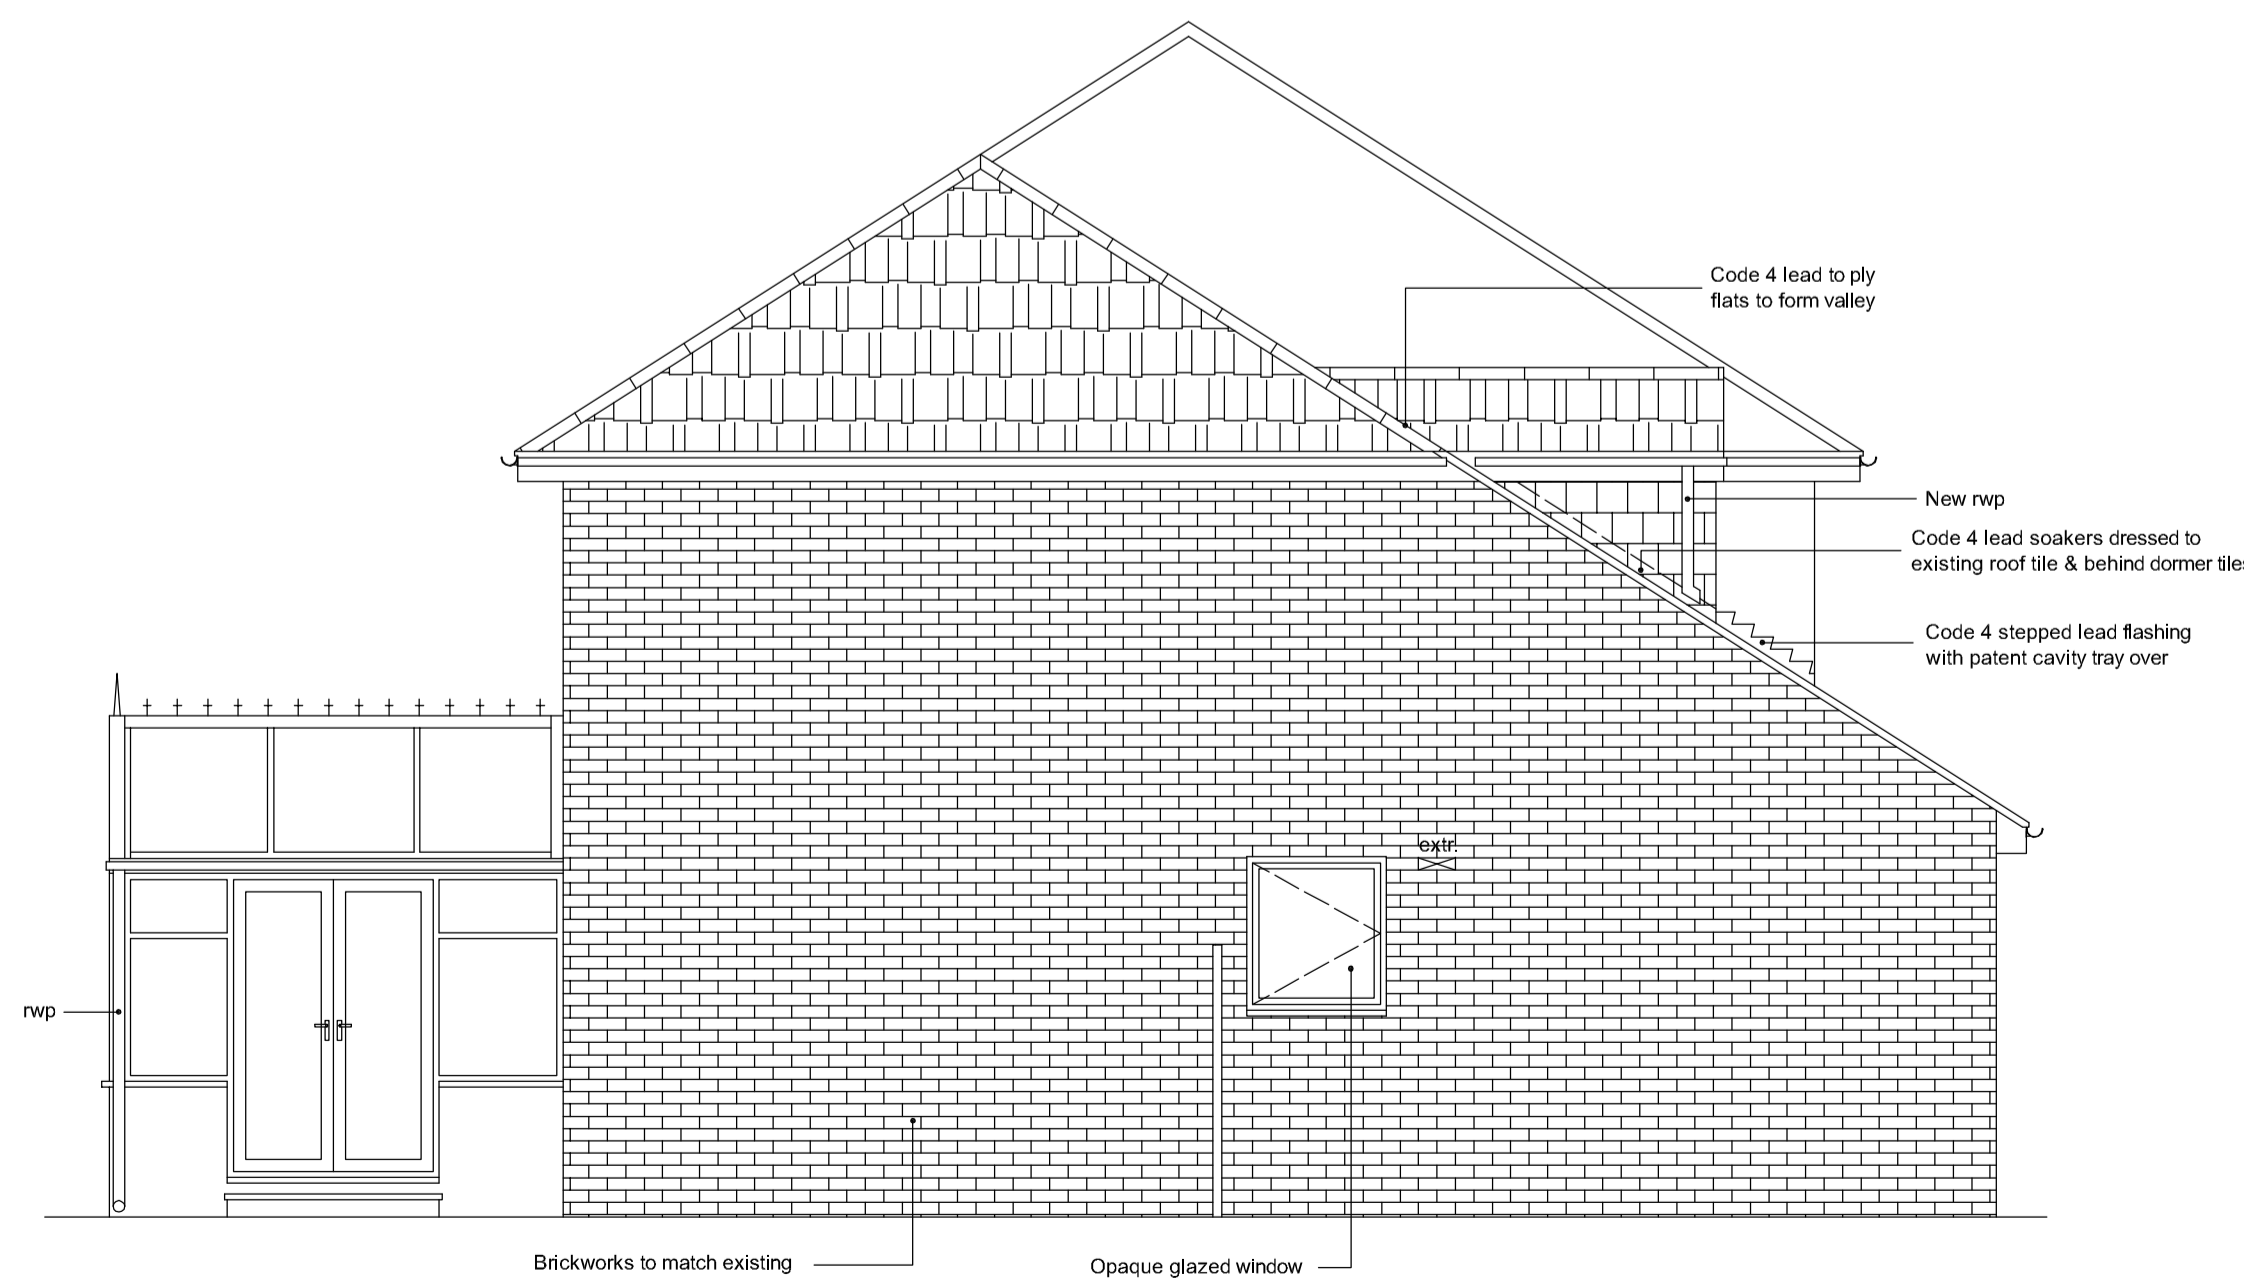 Code 4 lead to ply
flats to form valley
New rwp
Code 4 lead soakers dressed to
existing roof tile & behind dormer tiles
Code 4 stepped lead flashing
with patent cavity tray over
extr.
rwp
Brickworks to match existing
Opaque glazed window